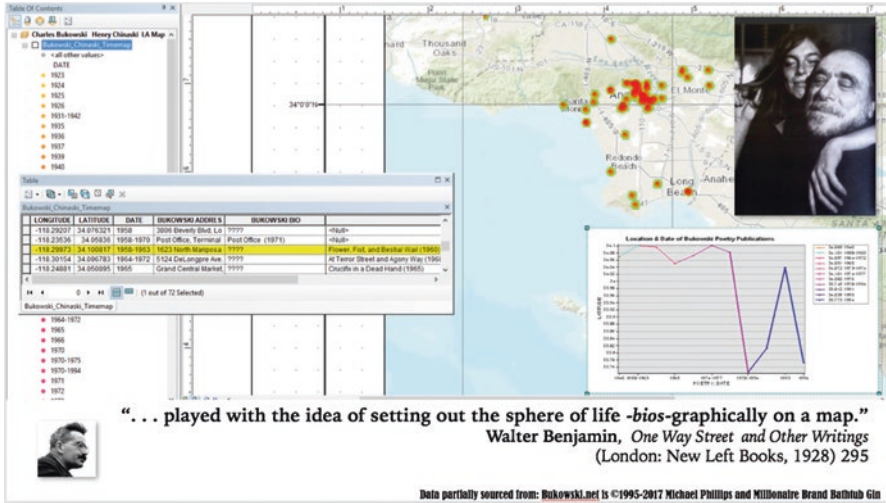 Table Of Contents
Charles Bukowski Henry Chinaski LA Map
Bukowski_Chinaski_Timemap
<all other values>
DATE
1923
1924
1925
1926
1931-1942
1935
1936
1937
1939
1940
34°0'0"N
Thousand
Oaks
El Monte
Redondo
Beach
Long
Beach
Table
Bukowski_Chinaski_Timemap
LONGITUDE LATITUDE DATE BUKOWSKI ADDRLS BUKOWSKI BIO
-118.29207 34.076321 1958 3806 Beverly Blvd, Lo ???? <Null>
-118.23536 34.05836 1958-1970 Post Office, Terminal Post Office (1971) <Null>
-118.29973 34.100817 1958-1963 1623 North Mariposa ???? Flower, Fist, and Bestial Wail (1960)
-118.30154 34.096783 1964-1972 5124 DeLongpre Ave. ???? At Terror Street and Agony Way (196
-118.24881 34.050895 1965 Grand Central Market, ???? Crucifix in a Dead Hand (1965)
0 (1 out of 72 Selected)
Bukowski_Chinaski_Timemap
1964-1972
1965
1966
1970
1970-1975
1970-1994
1971
1972
Location & Date of Bukowski Poetry Publications
“. . . played with the idea of setting out the sphere of life -bios-graphically on a map.”
Walter Benjamin, One Way Street and Other Writings
(London: New Left Books, 1928) 295
Data partially sourced from: Bukowski.net is ©1995-2017 Michael Phillips and Millionaire Brand Bathtub Gin